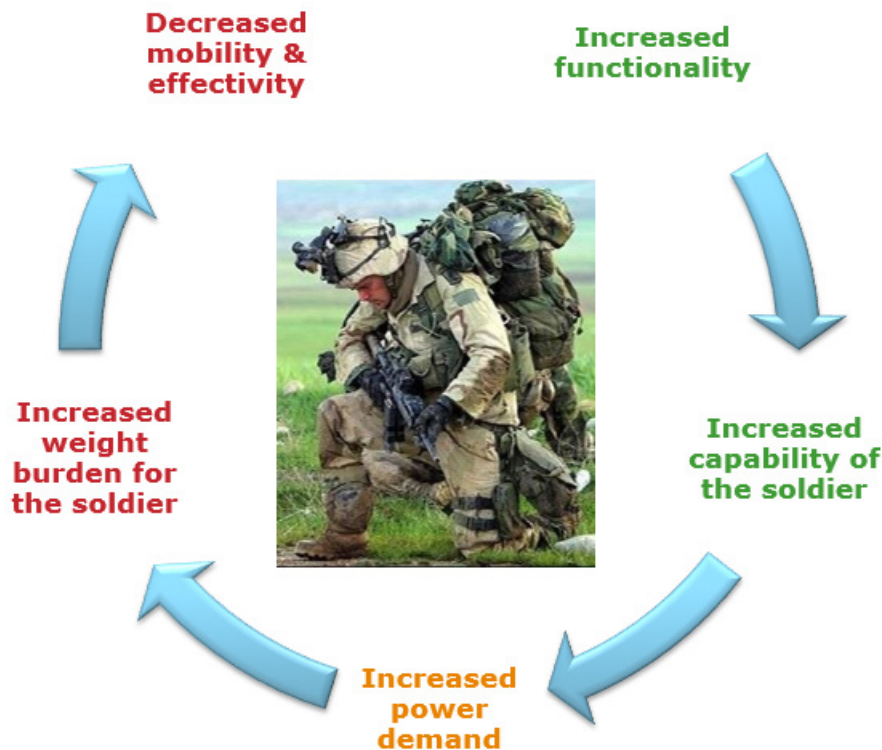 Decreased
mobility &
effectivity
Increased
functionality
Increased
capability of
the soldier
Increased
power
demand
Increased
weight
burden for
the soldier